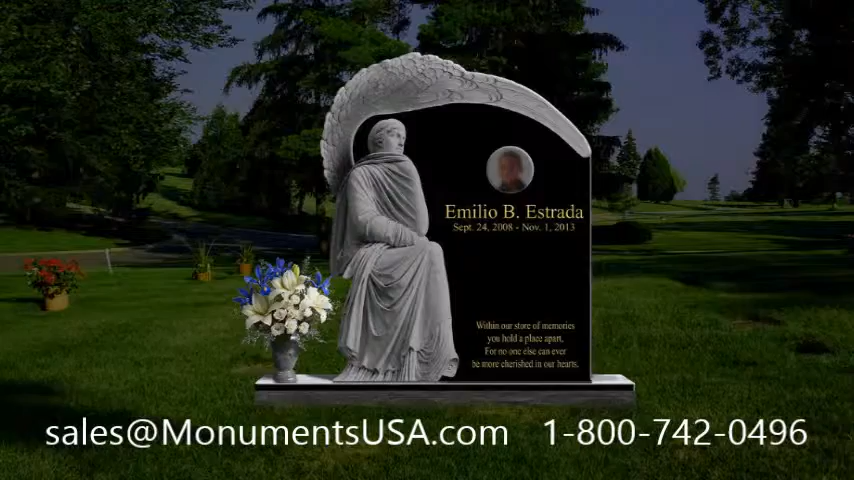 Emilio B. Estrada
Sept. 24, 2008 - Nov. 1, 2013
Within our store of memories
you hold a place apart,
For no one else can ever
be more cherished in our hearts.
sales@MonumentsUSA.com 1-800-742-0496